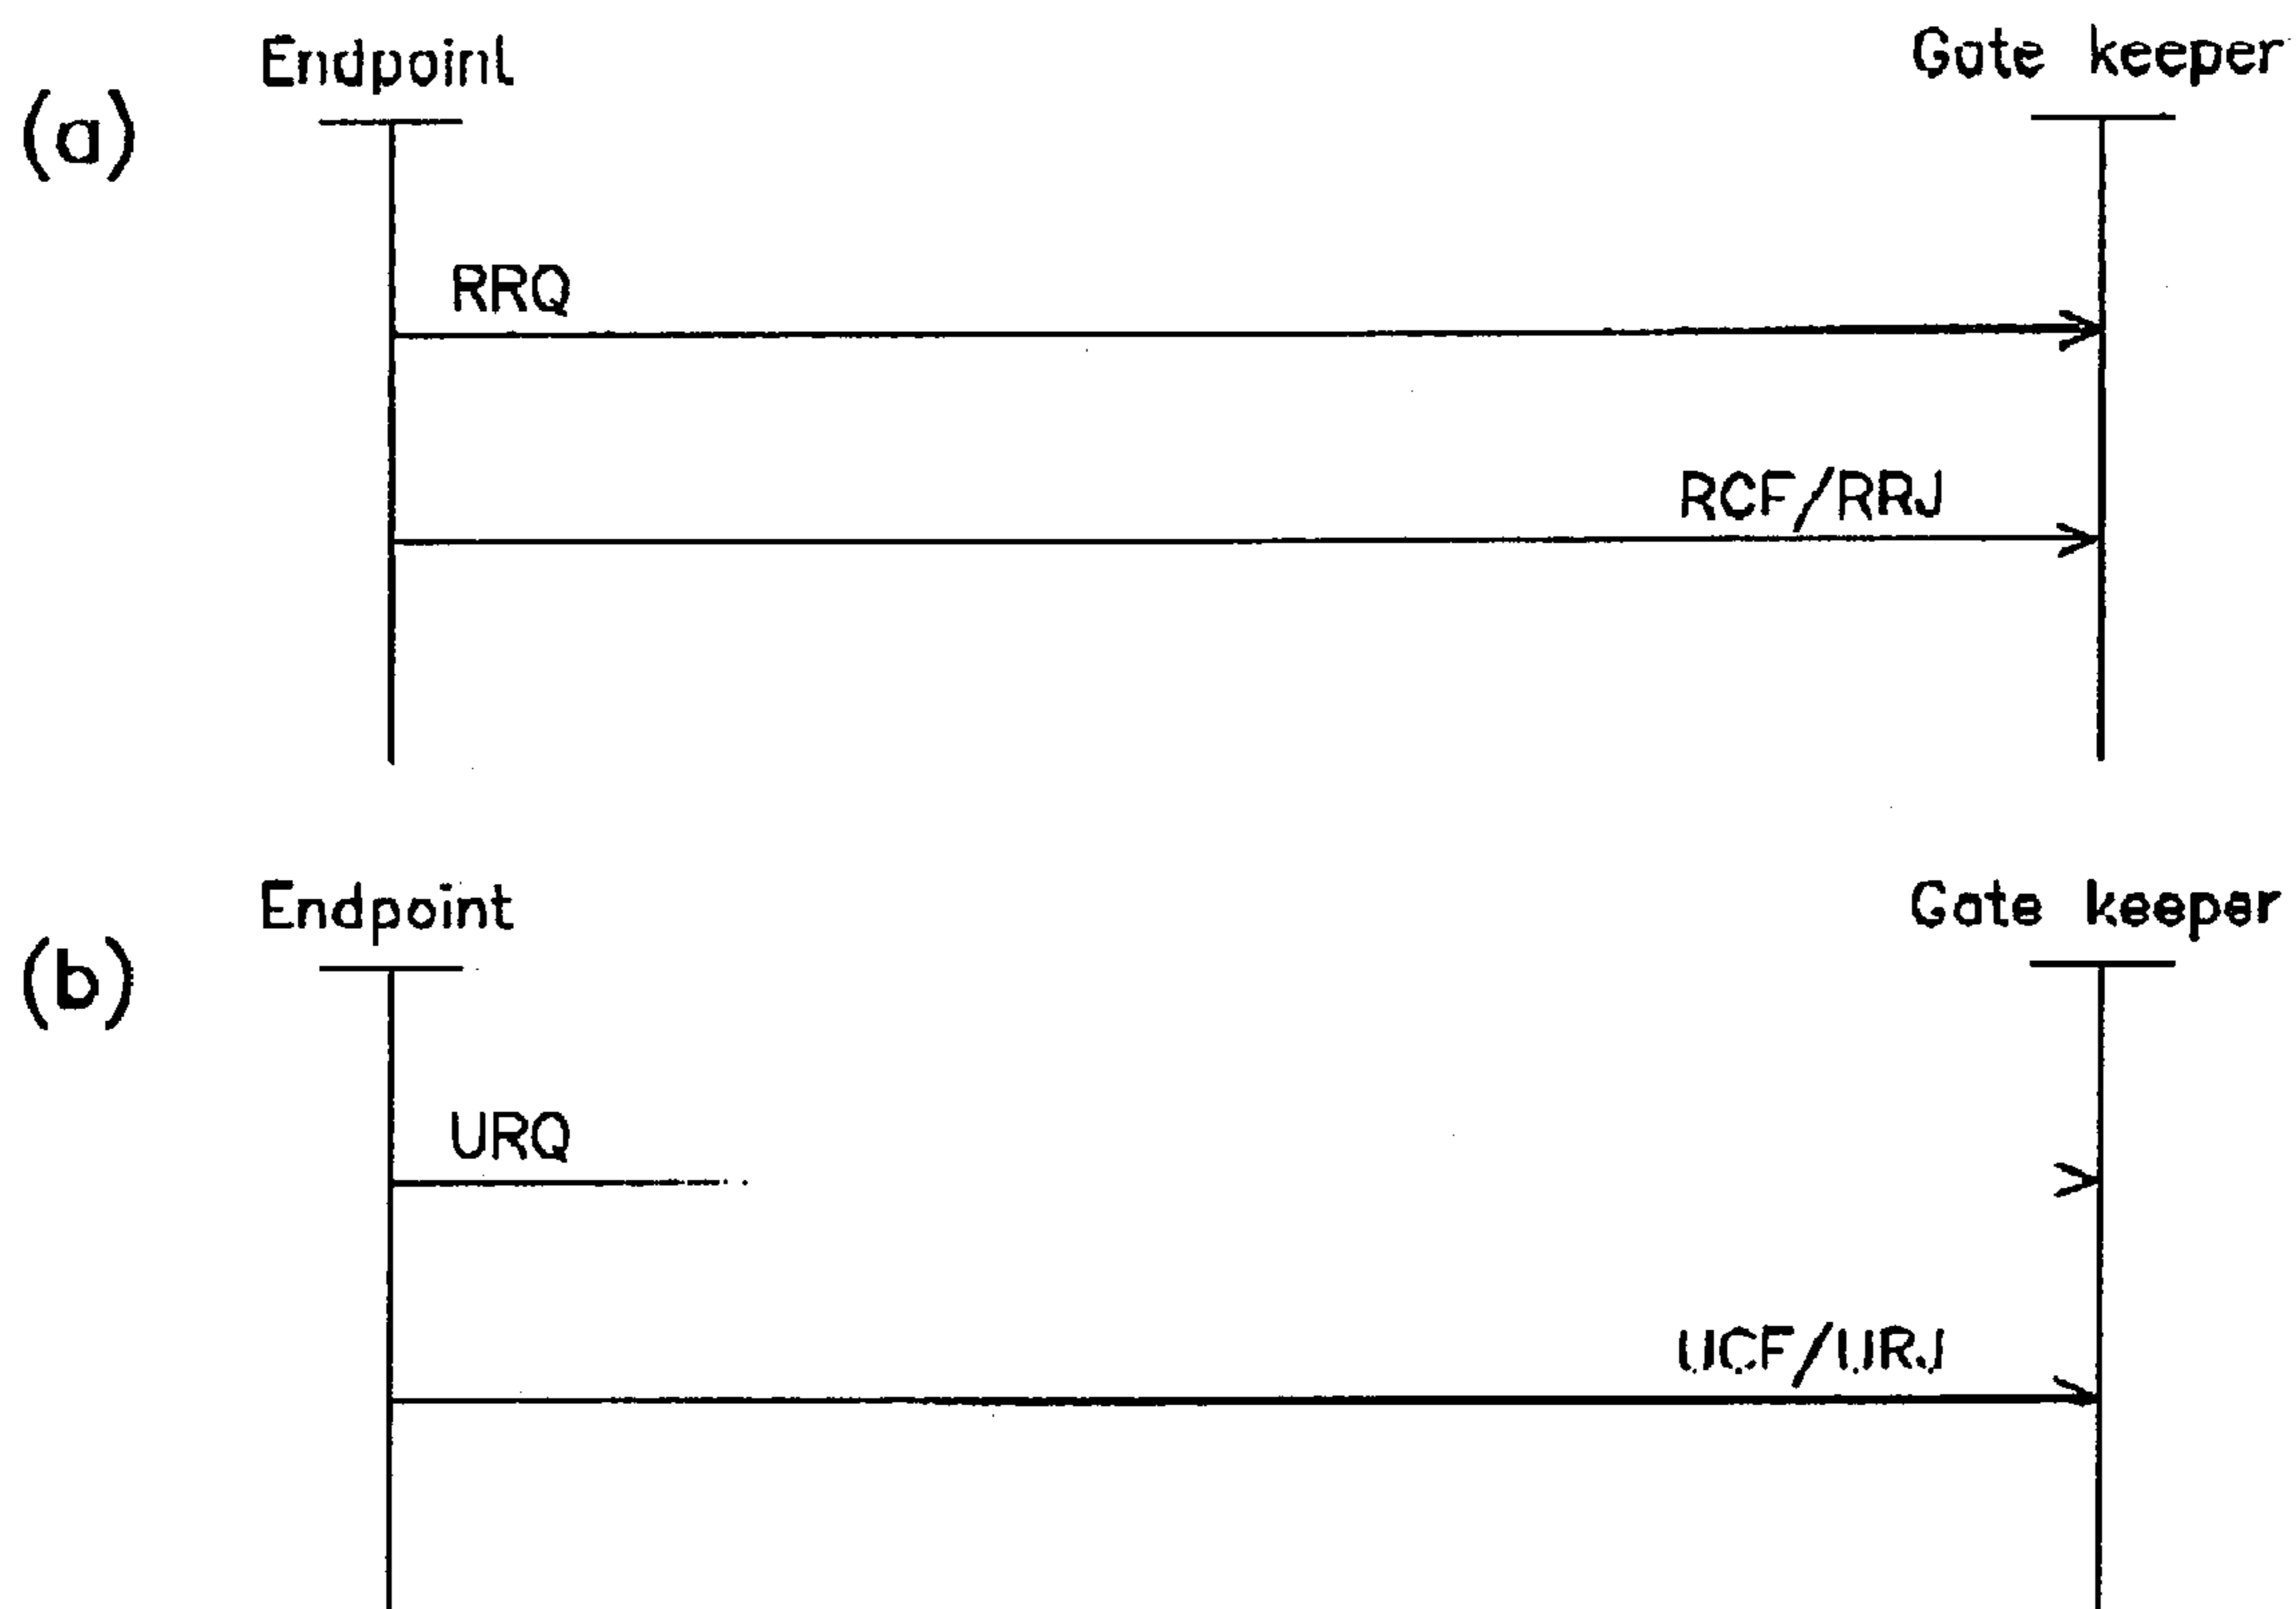 Endpoint
Gate keeper
(a)
RRQ
RCF/RRJ
Endpoint
Gate keeper
(b)
URQ
UCF/URJ